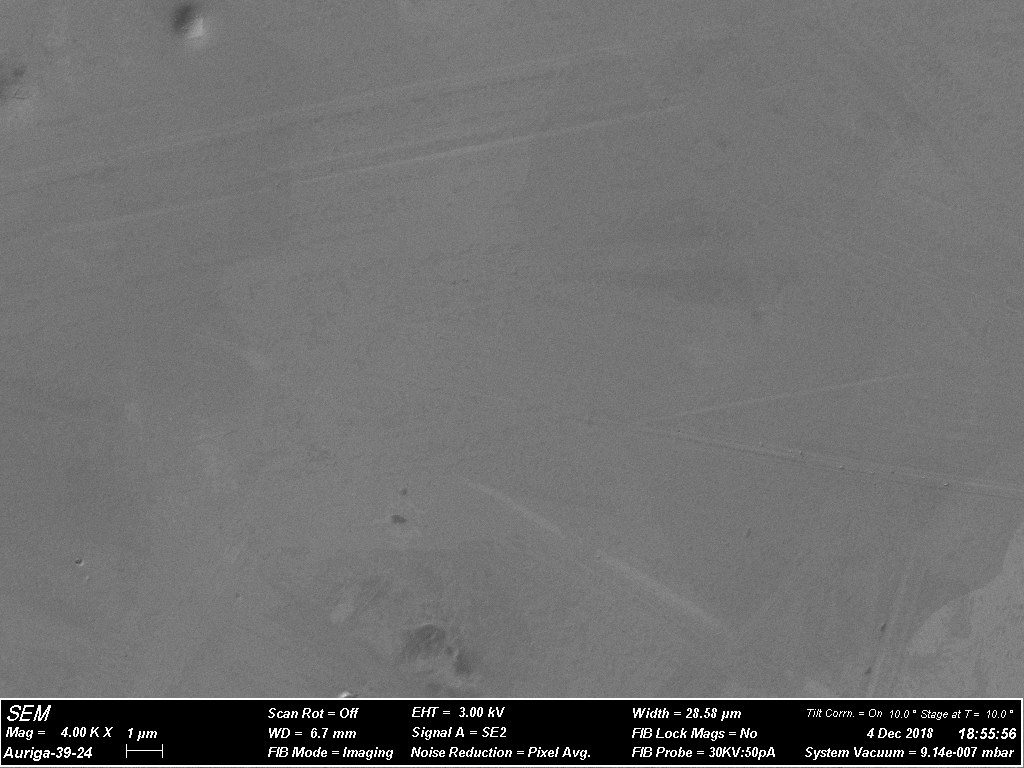 SEM Scan Rot = Off EHT = 3.00 kV Width = 28.58 µm Tilt Corrn. = On 10.0 ° Stage at T = 10.0 °
Mag = 4.00 K X 1 µm WD = 6.7 mm Signal A = SE2 FIB Lock Mags = No 4 Dec 2018 18:55:56
Auriga-39-24 FIB Mode = Imaging Noise Reduction = Pixel Avg. FIB Probe = 30KV:50pA System Vacuum = 9.14e-007 mbar